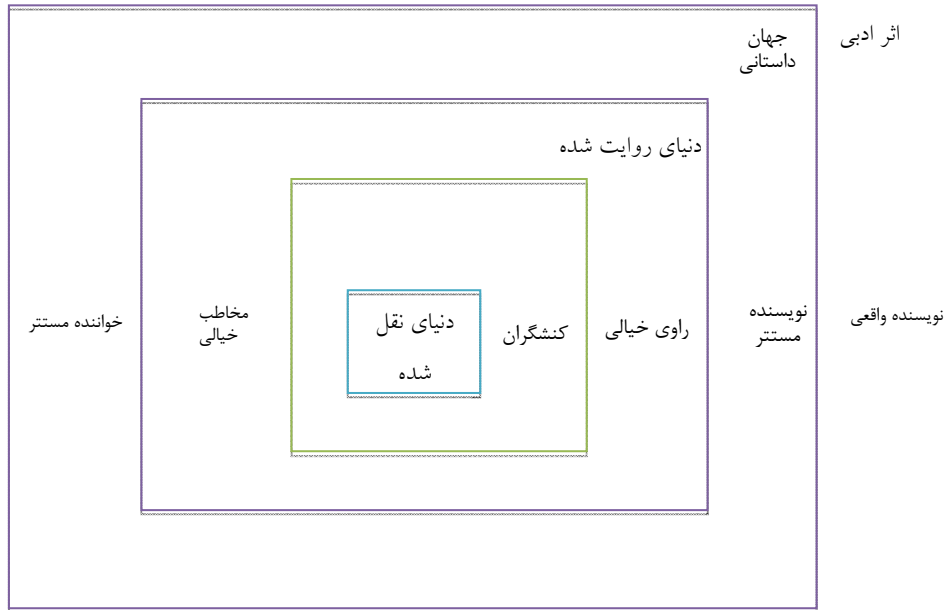 اثر ادبی
جهان
داستانی
دنیای روایت شده
نویسنده واقعی
نویسنده
مستتر
راوی خیالی
کنشگران
دنیای نقل
شده
مخاطب
خیالی
خواننده مستتر